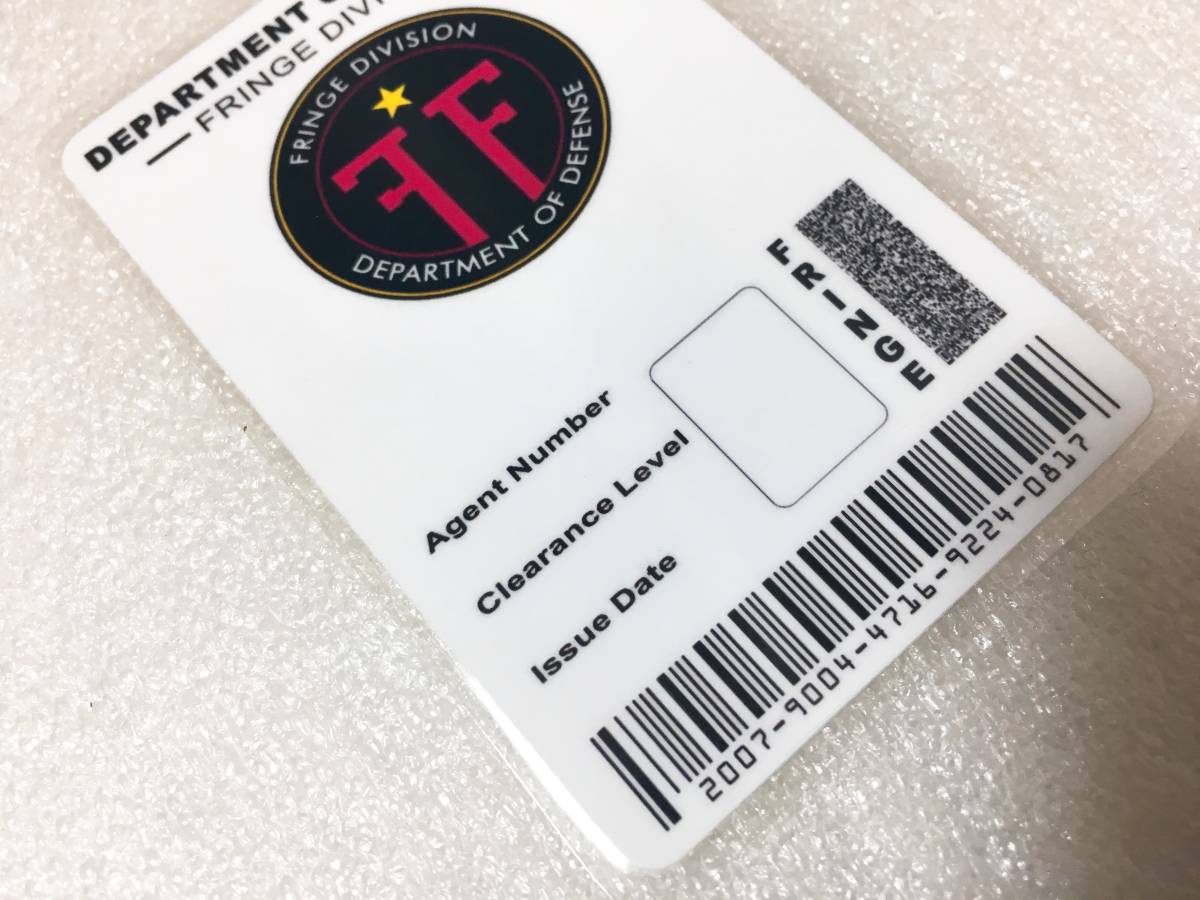 DEPARTMENT
FRINGE
FRINGE DIVISION
FF
DEPARTMENT OF DEFENSE
FRINGE
Agent Number
Clearance Level
Issue Date
2007-9004-4716-9224-0817